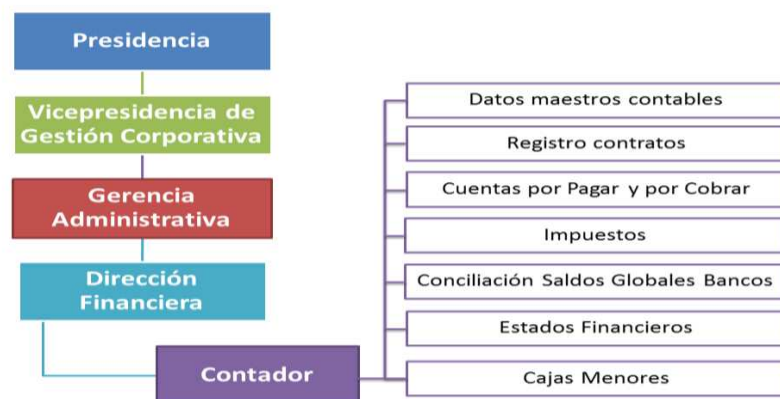 Presidencia
Vicepresidencia de
Gestión Corporativa
Gerencia
Administrativa
Dirección
Financiera
Contador
Datos maestros contables
Registro contratos
Cuentas por Pagar y por Cobrar
Impuestos
Conciliación Saldos Globales Bancos
Estados Financieros
Cajas Menores